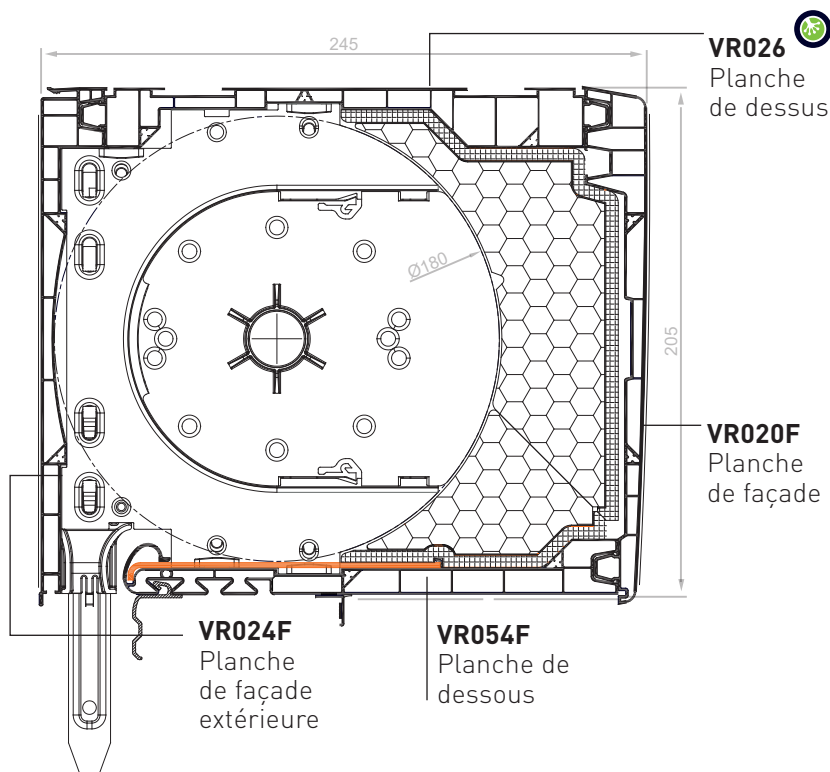 245
VR026
Planche
de dessus
Ø180
205
VR020F
Planche
de façade
VR024F
Planche
de façade
extérieure
VR054F
Planche de
dessous